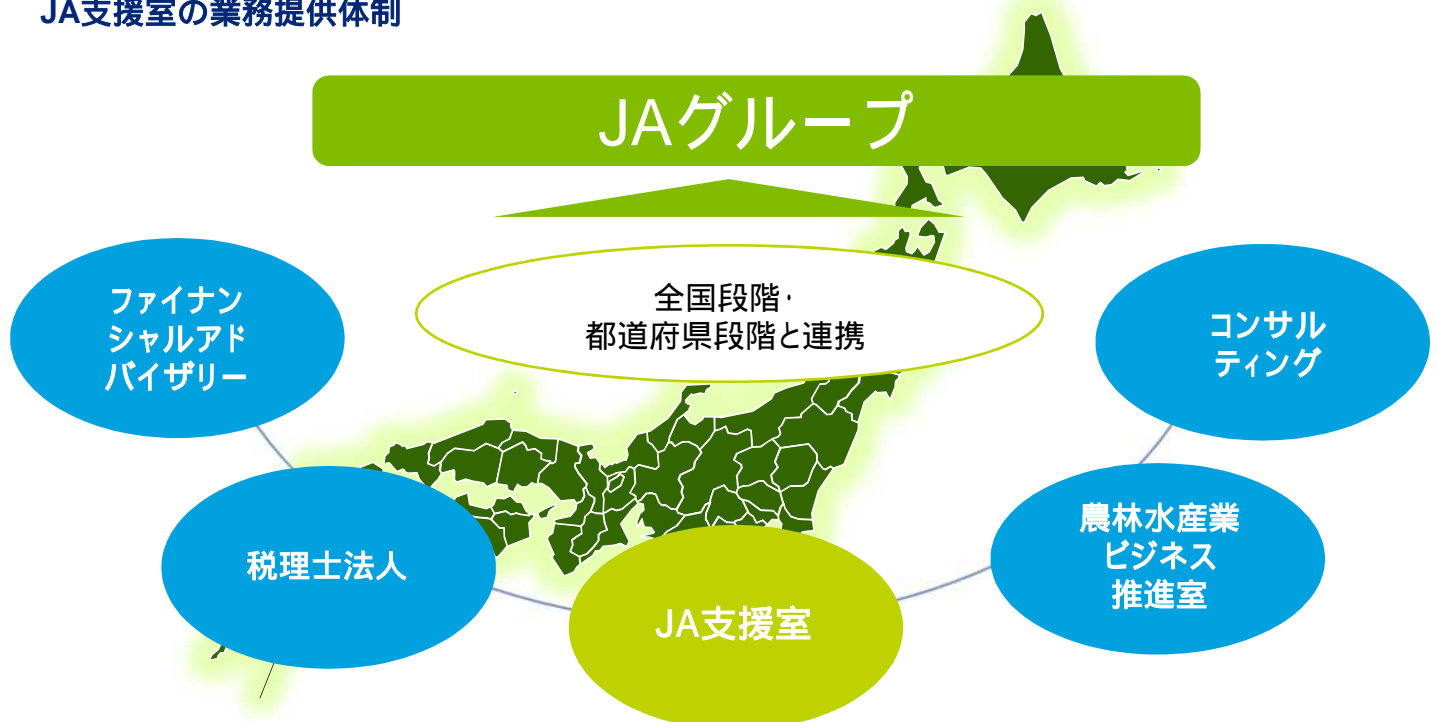 JA支援室の業務提供体制
JAグループ
全国段階・
都道府県段階と連携
ファイナン
シャルアド
バイザリー
コンサル
ティング
税理士法人
農林水産業
ビジネス
推進室
JA支援室